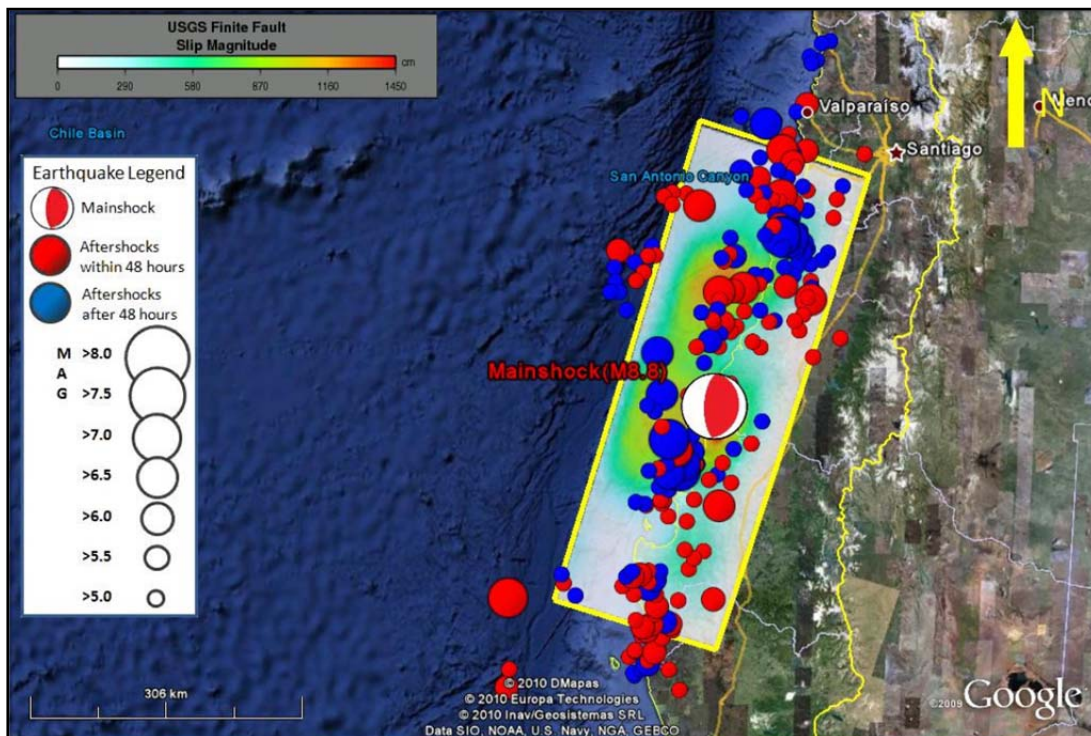 USGS Finite Fault
Slip Magnitude
cm
0 290 580 870 1160 1450
Chile Basin
N
Valparaíso
Santiago
San Antonio Canyon
Earthquake Legend
Mainshock
Aftershocks
within 48 hours
Aftershocks
after 48 hours
M
A
G
>8.0
>7.5
>7.0
>6.5
>6.0
>5.5
>5.0
Mainshock(M8.8)
306 km
© 2010 DMapas
© 2010 Europa Technologies
© 2010 Inav/Geosistemas SRL
Data SIO, NOAA, U.S. Navy, NGA, GEBCO
©2009 Google